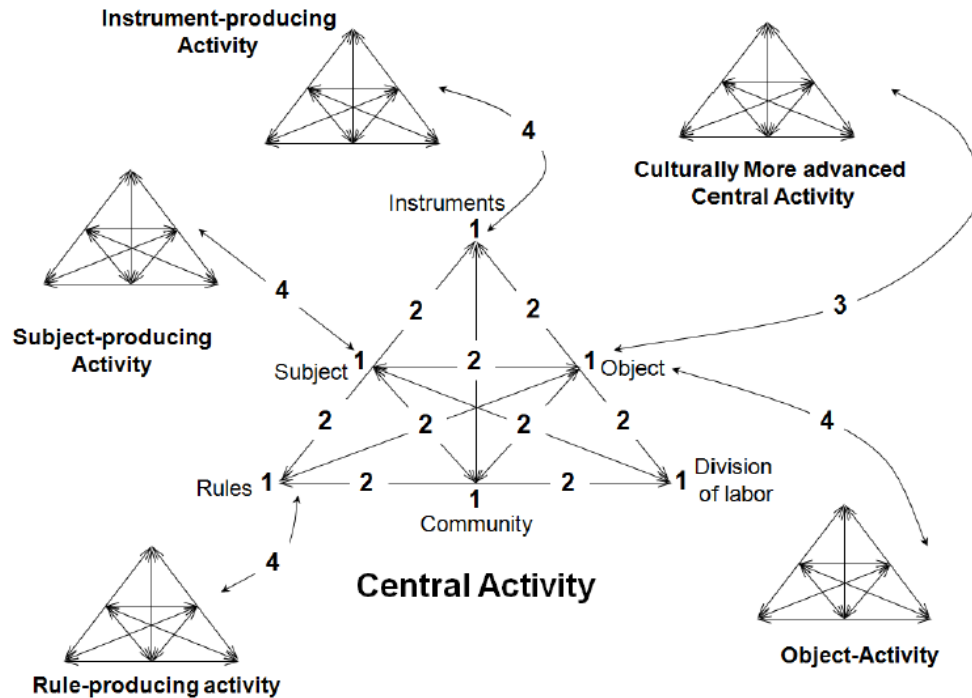 Instrument-producing
Activity
4
Culturally More advanced
Central Activity
Instruments
1
Subject-producing
Activity
4
2
2
3
Subject
1
2
1
Object
4
2
2
2
2
Rules
1
2
1
2
1
Division
of labor
Community
4
Central Activity
Rule-producing activity
Object-Activity